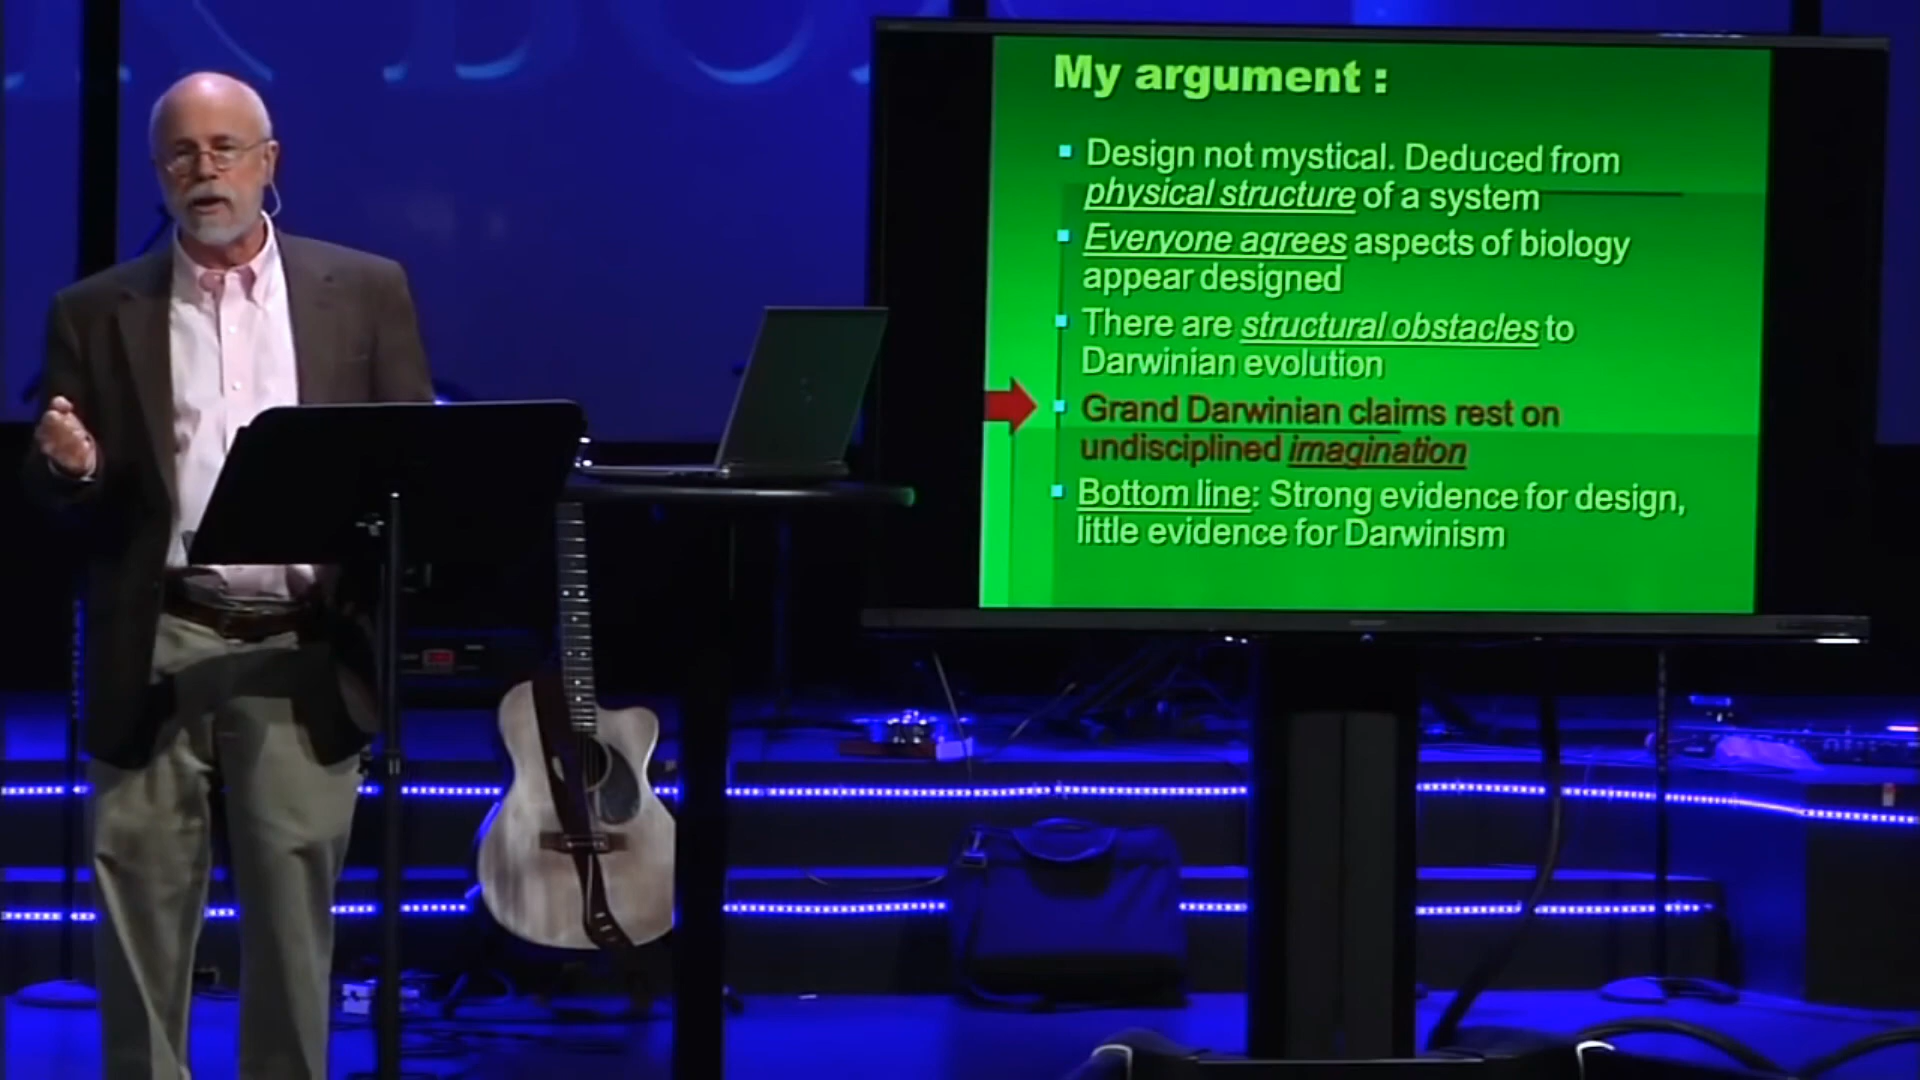 My argument :
Design not mystical. Deduced from
physical structure of a system
Everyone agrees aspects of biology
appear designed
There are structural obstacles to
Darwinian evolution
Grand Darwinian claims rest on
undisciplined imagination
Bottom line: Strong evidence for design,
little evidence for Darwinism